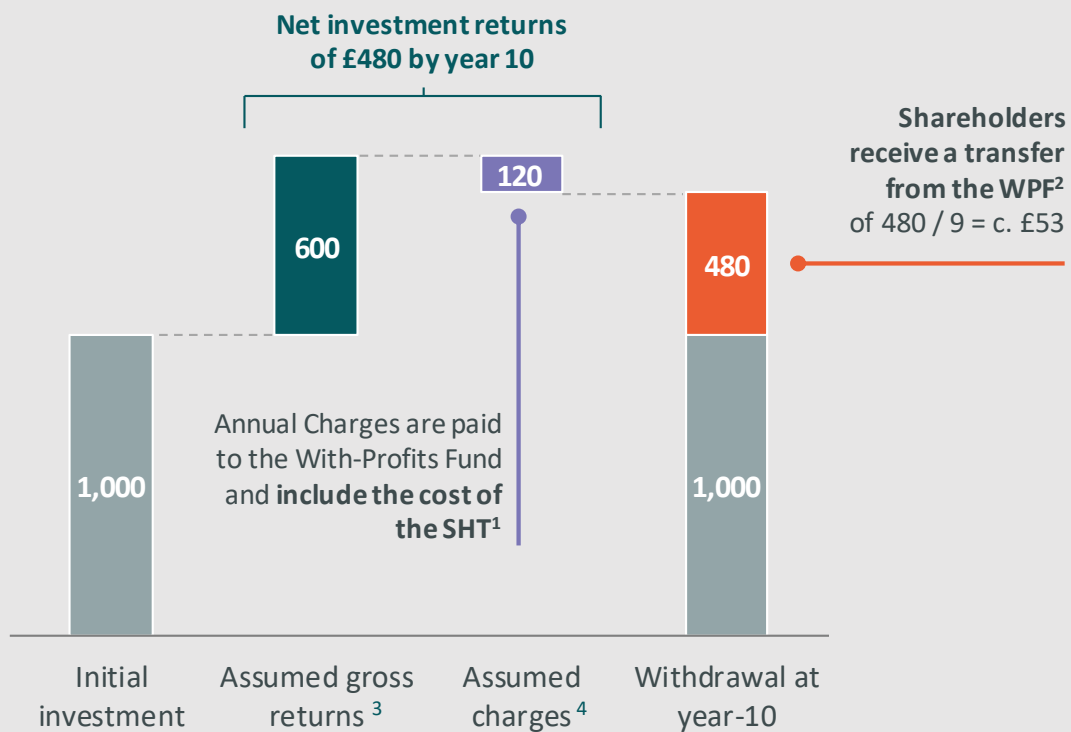 Net investment returns
of £480 by year 10
Shareholders
receive a transfer
from the WPF²
of 480 / 9 = c. £53
120
600
480
Annual Charges are paid
to the With-Profits Fund
and include the cost of
the SHT¹
1,000
1,000
Initial
investment
Assumed gross
returns ³
Assumed
charges ⁴
Withdrawal at
year-10